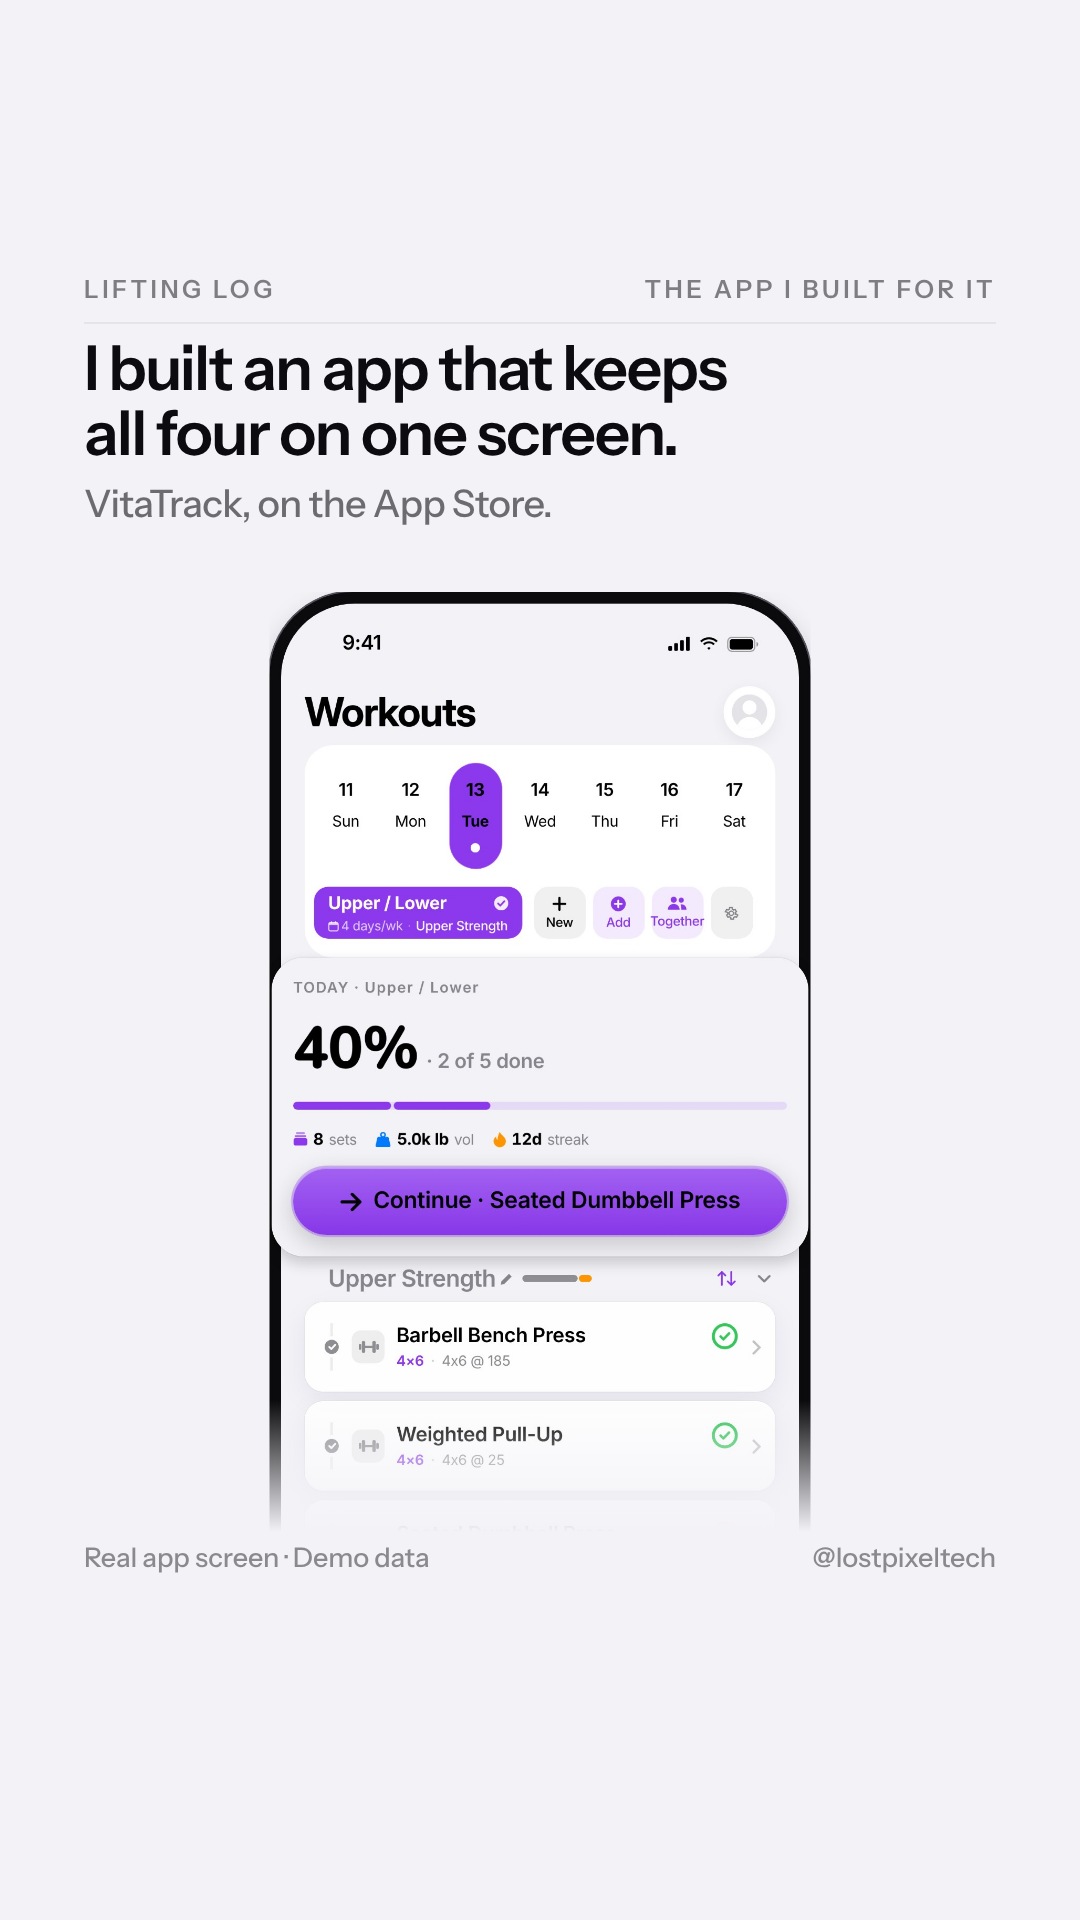 LIFTING LOG
THE APP I BUILT FOR IT
I built an app that keeps
all four on one screen.
VitaTrack, on the App Store.
9:41
Workouts
11 12 13 14 15 16 17
Sun Mon Tue Wed Thu Fri Sat
Upper / Lower
4 days/wk · Upper Strength
New
Add
Together
TODAY · Upper / Lower
40% · 2 of 5 done
8 sets 5.0k lb vol 12d streak
→ Continue · Seated Dumbbell Press
Upper Strength
Barbell Bench Press
4×6 · 4x6 @ 185
Weighted Pull-Up
4×6 · 4x6 @ 25
Real app screen · Demo data
@lostpixeltech